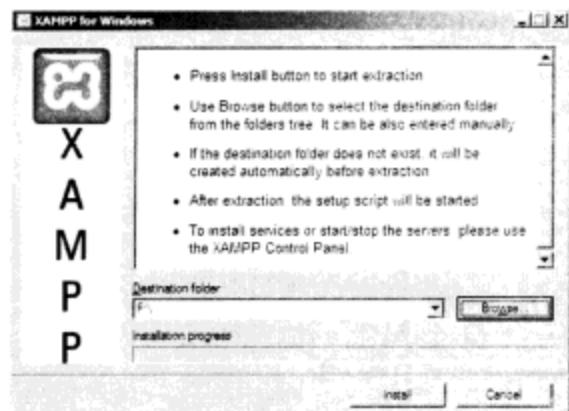 XAMPP for Windows
X
A
M
P
P
• Press Install button to start extraction
• Use Browse button to select the destination folder
from the folders tree. It can be also entered manually
• If the destination folder does not exist, it will be
created automatically before extraction
• After extraction the setup script will be started
• To install services or start/stop the servers please use
the XAMPP Control Panel.
Destination folder
F:\
Browse...
Installation progress
Install
Cancel